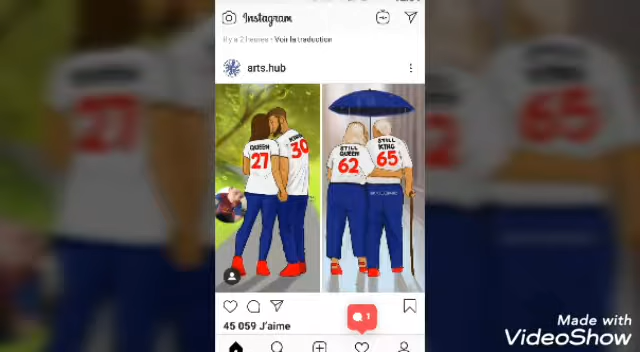 Instagram
Il y a 2 heures • Voir la traduction
arts.hub
QUEEN
27
KING
30
STILL
QUEEN
62
STILL
KING
65
45 059 J'aime
1
Made with
VideoShow